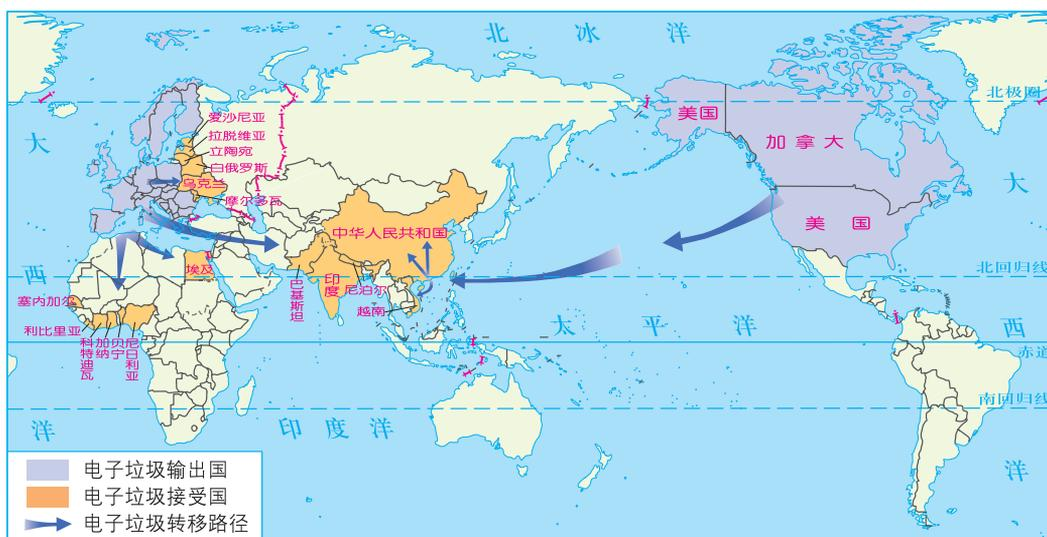 北冰洋
北极圈
美国
加拿大
大
大
爱沙尼亚
拉脱维亚
立陶宛
白俄罗斯
乌克兰
摩尔多瓦
美国
中华人民共和国
西
埃及
巴基斯坦
印度
尼泊尔
越南
北回归线
塞内加尔
利比里亚
科特迪瓦
加纳
贝宁
尼日利亚
太平洋
西
赤道
南回归线
洋
印度洋
洋
电子垃圾输出国
电子垃圾接受国
电子垃圾转移路径